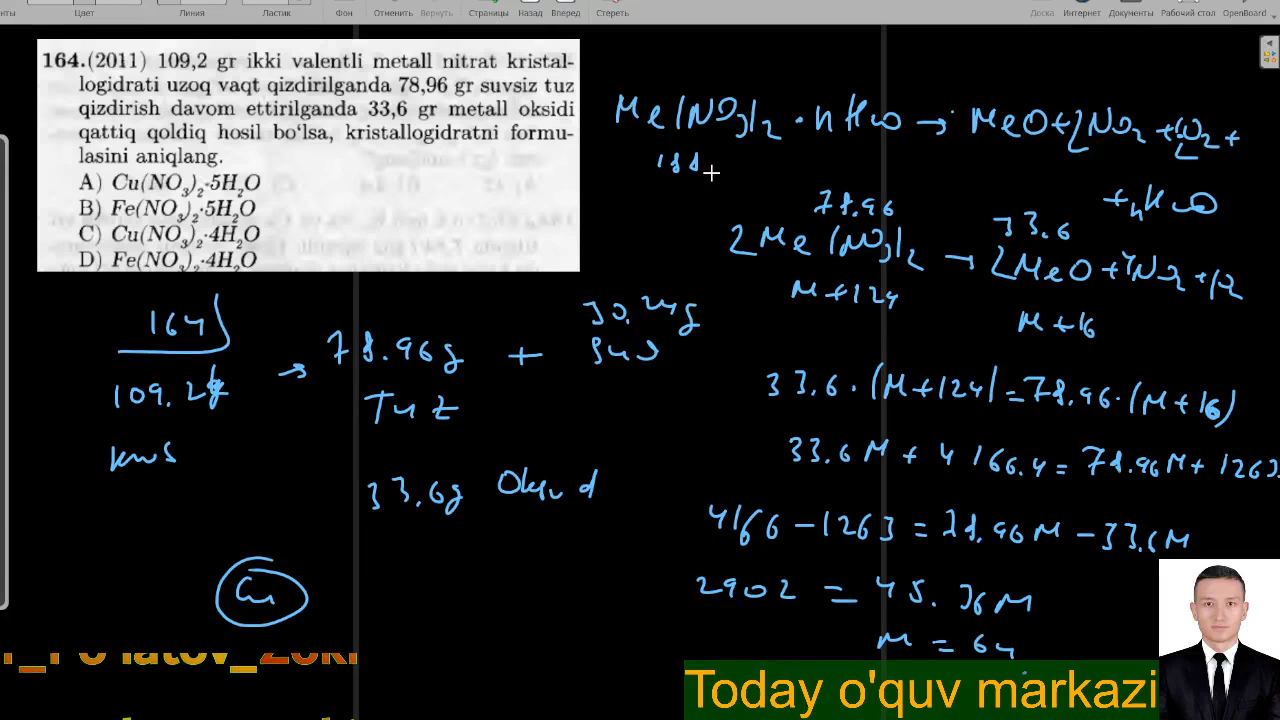 нты
Линия
Ластик
Фон
Отменить
Вернуть
Страницы
Назад
Вперед
Стереть
Доска
Интернет
Документы
Рабочий стол
OpenBoard
164.(2011) 109,2 gr ikki valentli metall nitrat kristal-
logidrati uzoq vaqt qizdirilganda 78,96 gr suvsiz tuz
qizdirish davom ettirilganda 33,6 gr metall oksidi
qattiq qoldiq hosil bo'lsa, kristallogidratni formu-
lasini aniqlang.
A) Cu(NO₃)₂·5H₂O
B) Fe(NO₃)₂·5H₂O
C) Cu(NO₃)₂·4H₂O
D) Fe(NO₃)₂·4H₂O
Me(NO3)2 · nH2O → MeO+2NO2 +½O2 +
188
+nH2O
78.96
33.6
2Me(NO3)2 → 2MeO+4NO2+O2
M+124
M+16
164
109.2g → 78.96g + 30.24g
Tuz
suv
33.6g Oksid
33.6·(M+124)=78.96·(M+16)
33.6M + 4166.4=78.96M+1263
4166-1263=78.96M-33.6M
2902 = 45.36M
M = 64
Cu
Today o'quv markazi